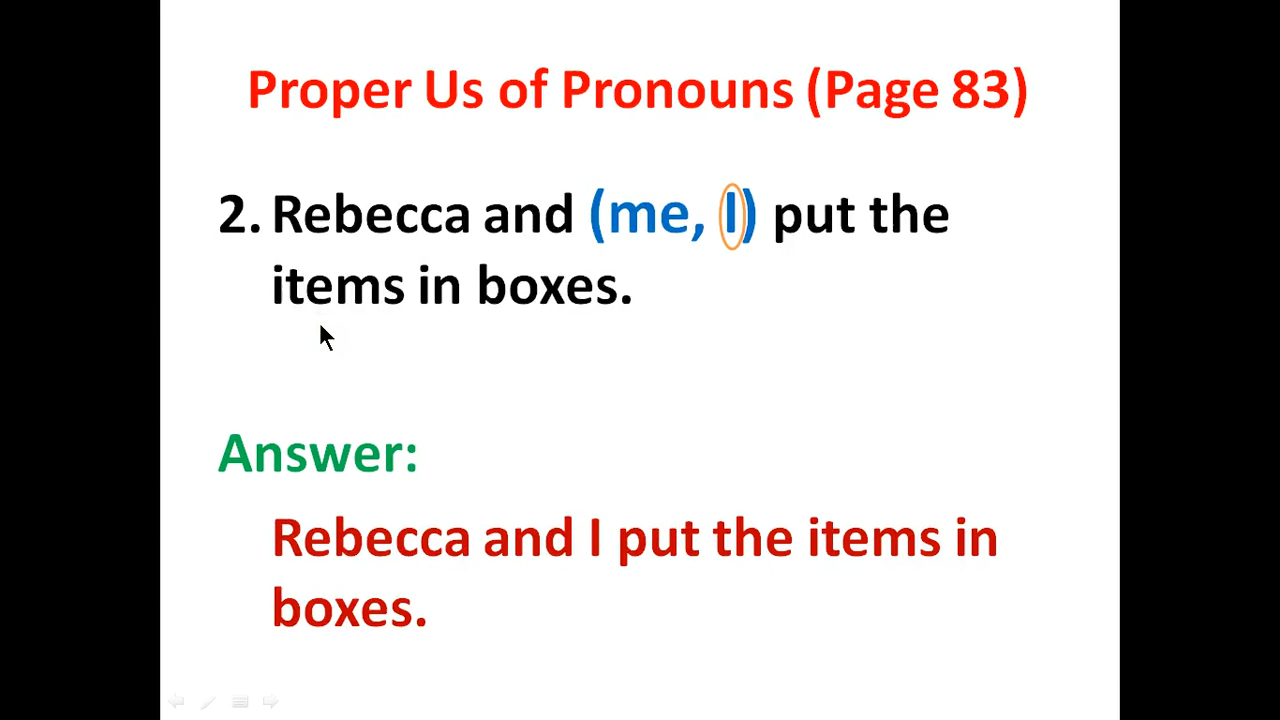 Proper Us of Pronouns (Page 83)
2. Rebecca and (me, I) put the
items in boxes.
Answer:
Rebecca and I put the items in
boxes.